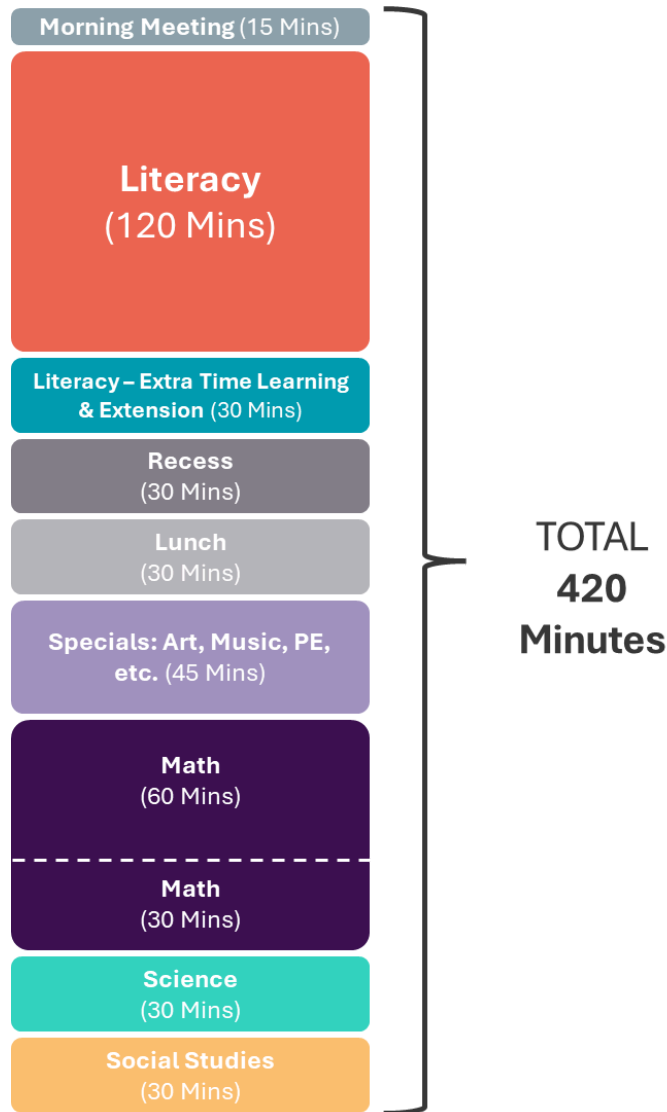 Morning Meeting (15 Mins)
Literacy
(120 Mins)
Literacy – Extra Time Learning
& Extension (30 Mins)
Recess
(30 Mins)
Lunch
(30 Mins)
Specials: Art, Music, PE,
etc. (45 Mins)
Math
(60 Mins)
Math
(30 Mins)
Science
(30 Mins)
Social Studies
(30 Mins)
TOTAL
420
Minutes